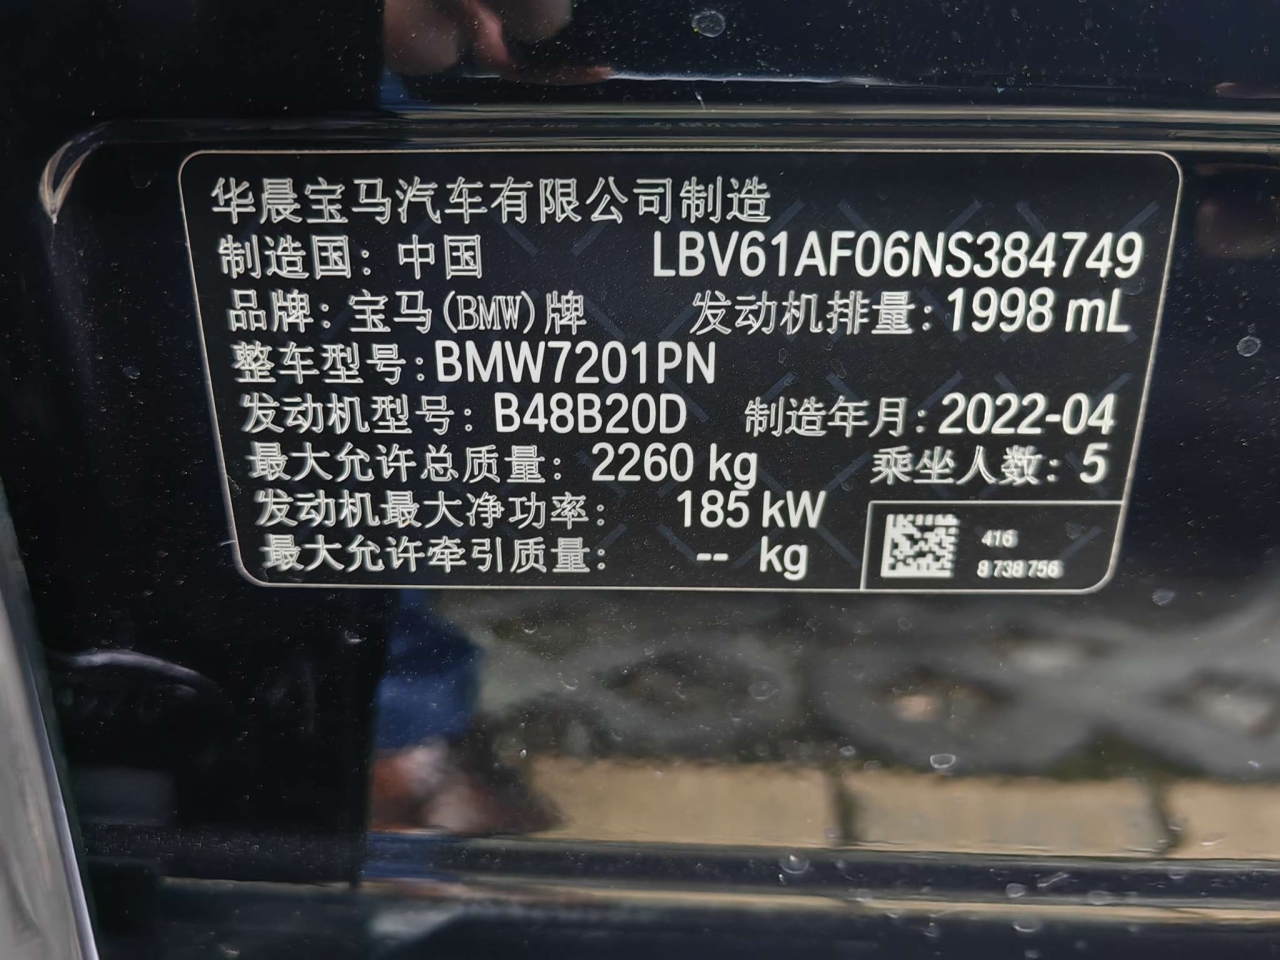 华晨宝马汽车有限公司制造
制造国：中国 LBV61AF06NS384749
品牌：宝马(BMW)牌 发动机排量：1998 mL
整车型号：BMW7201PN
发动机型号：B48B20D 制造年月：2022-04
最大允许总质量：2260 kg 乘坐人数：5
发动机最大净功率：185 kW
最大允许牵引质量：-- kg
416
8 738 756